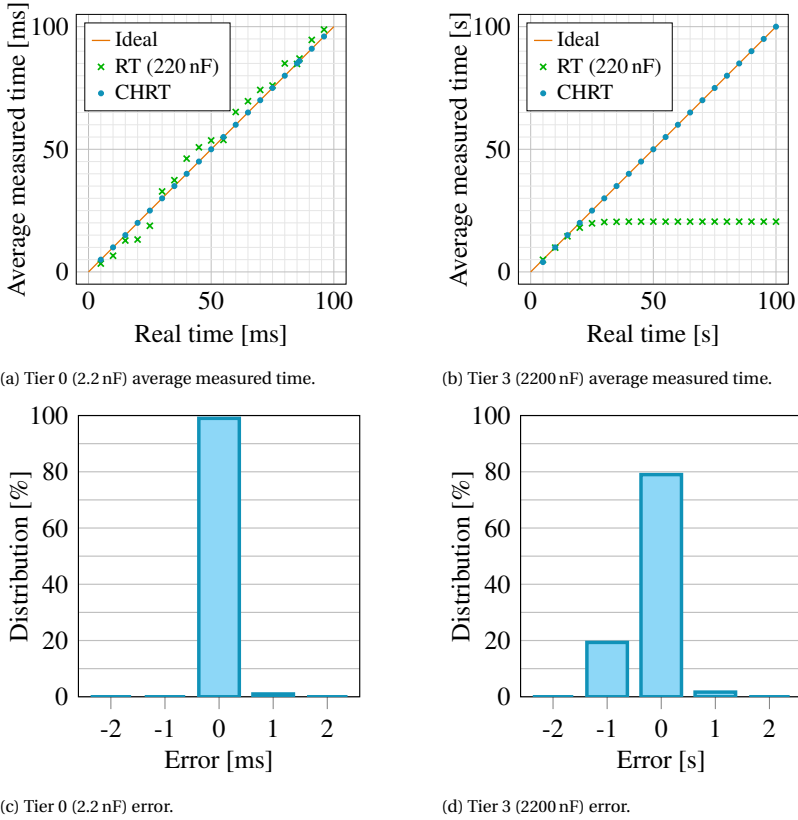 Average measured time [ms]
100
50
0
Ideal
RT (220 nF)
CHRT
0 50 100
Real time [ms]
(a) Tier 0 (2.2 nF) average measured time.
Average measured time [s]
100
50
0
Ideal
RT (220 nF)
CHRT
0 50 100
Real time [s]
(b) Tier 3 (2200 nF) average measured time.
Distribution [%]
100
80
60
40
20
0
-2 -1 0 1 2
Error [ms]
(c) Tier 0 (2.2 nF) error.
Distribution [%]
100
80
60
40
20
0
-2 -1 0 1 2
Error [s]
(d) Tier 3 (2200 nF) error.